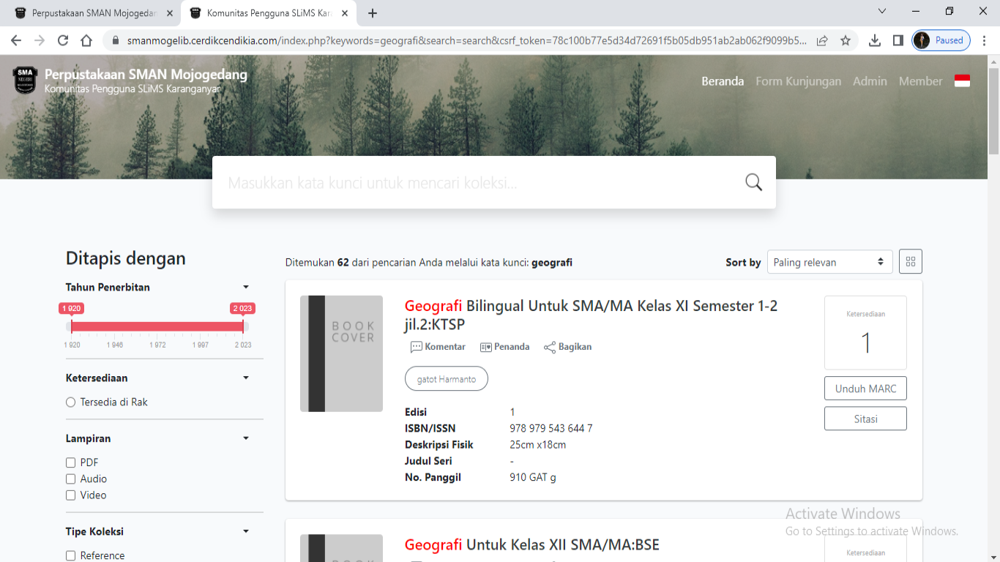 Perpustakaan SMAN Mojogedan
Komunitas Pengguna SLiMS Kar
smanmogelib.cerdikcendikia.com/index.php?keywords=geografi&search=search&csrf_token=78c100b77e5d34d72691f5b05db951ab2ab062f9099b5...
Paused
SMA
NEGERI
Perpustakaan SMAN Mojogedang
Komunitas Pengguna SLiMS Karanganyar
Beranda Form Kunjungan Admin Member
Masukkan kata kunci untuk mencari koleksi...
Ditapis dengan
Tahun Penerbitan
1 920 2 023
1 920 1 946 1 972 1 997 2 023
Ketersediaan
Tersedia di Rak
Lampiran
PDF
Audio
Video
Tipe Koleksi
Reference
Ditemukan 62 dari pencarian Anda melalui kata kunci: geografi
Sort by Paling relevan
BOOK
COVER
Geografi Bilingual Untuk SMA/MA Kelas XI Semester 1-2
jil.2:KTSP
Komentar Penanda Bagikan
gatot Harmanto
Edisi 1
ISBN/ISSN 978 979 543 644 7
Deskripsi Fisik 25cm x18cm
Judul Seri -
No. Panggil 910 GAT g
Ketersediaan
1
Unduh MARC
Sitasi
BOOK
Geografi Untuk Kelas XII SMA/MA:BSE
Ketersediaan
Activate Windows
Go to Settings to activate Windows.